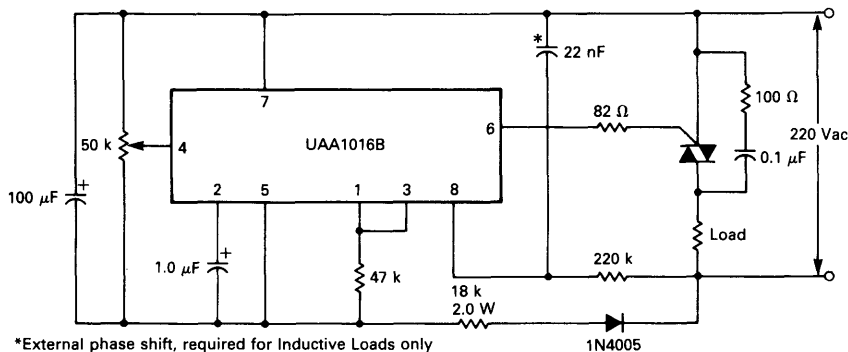 *
22 nF
7
100 Ω
82 Ω
6
UAA1016B
4
50 k
220 Vac
0.1 μF
2
5
1
3
8
+
100 μF
+
1.0 μF
47 k
Load
220 k
18 k
2.0 W
1N4005
*External phase shift, required for Inductive Loads only